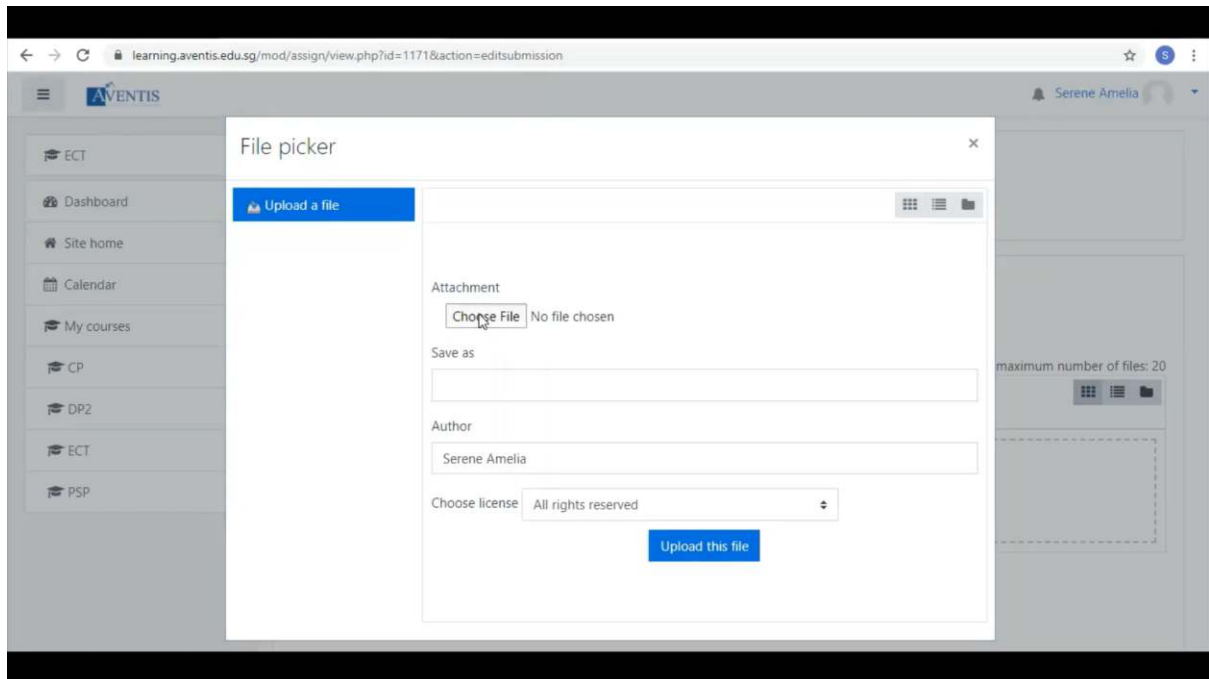 learning.aventis.edu.sg/mod/assign/view.php?id=1171&action=editsubmission
S
AVENTIS
Serene Amelia
ECT
Dashboard
Site home
Calendar
My courses
CP
DP2
ECT
PSP
File picker
×
Upload a file
Attachment
Choose File No file chosen
Save as
Author
Serene Amelia
Choose license All rights reserved
Upload this file
maximum number of files: 20